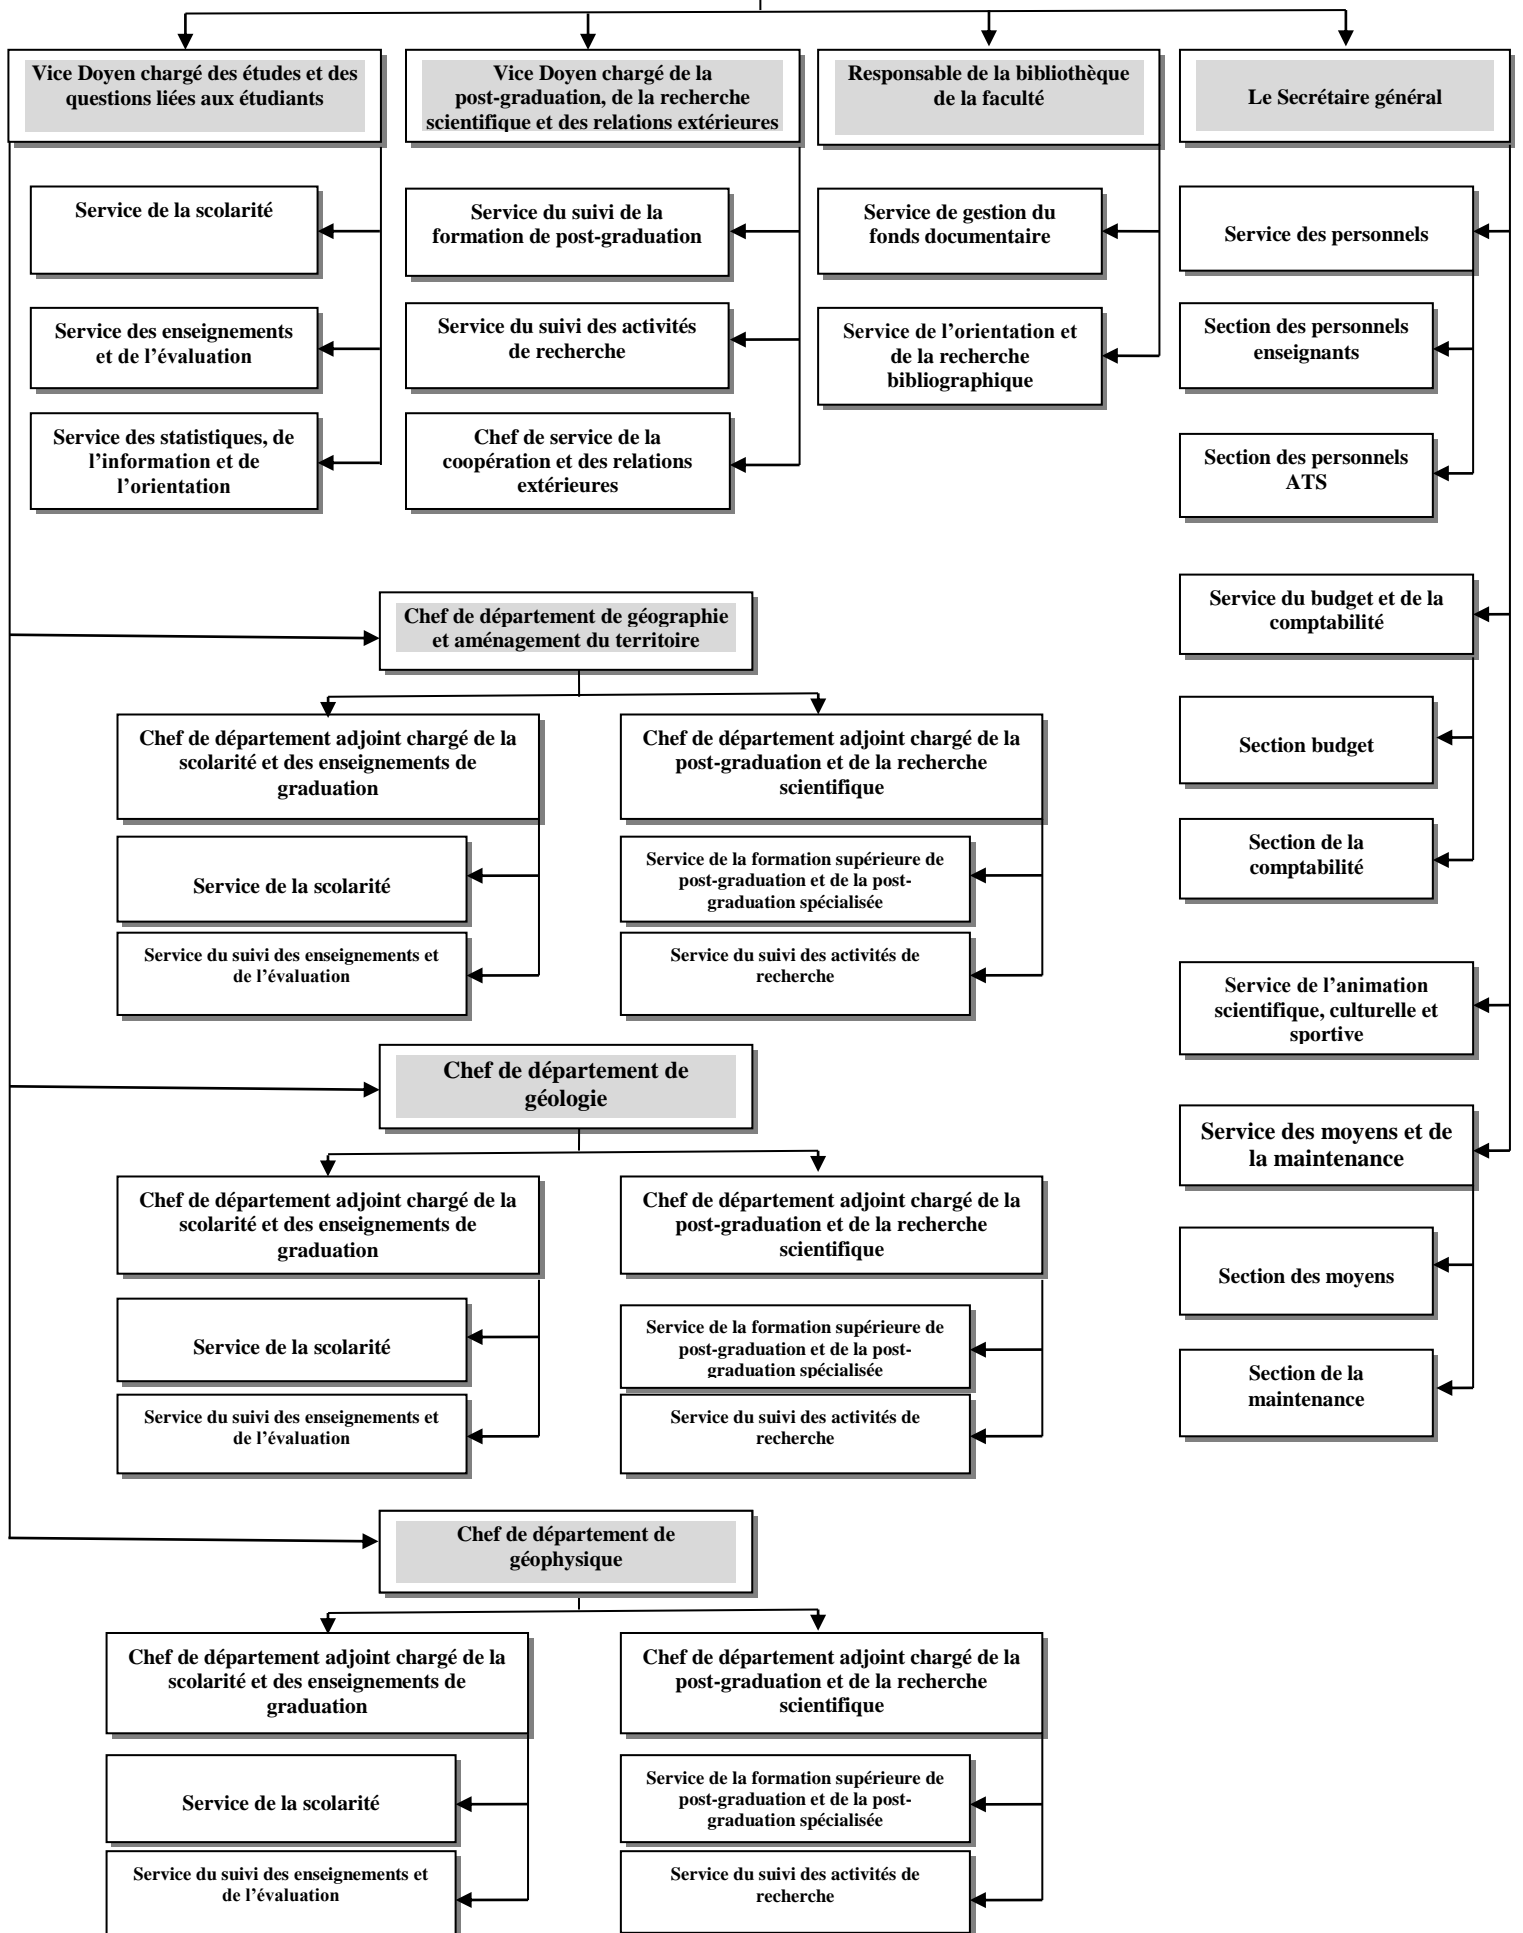 Vice Doyen chargé des études et des
questions liées aux étudiants
Vice Doyen chargé de la
post-graduation, de la recherche
scientifique et des relations extérieures
Responsable de la bibliothèque
de la faculté
Le Secrétaire général
Service de la scolarité
Service des enseignements
et de l’évaluation
Service des statistiques, de
l’information et de
l’orientation
Service du suivi de la
formation de post-graduation
Service du suivi des activités
de recherche
Chef de service de la
coopération et des relations
extérieures
Service de gestion du
fonds documentaire
Service de l’orientation et
de la recherche
bibliographique
Service des personnels
Section des personnels
enseignants
Section des personnels
ATS
Service du budget et de la
comptabilité
Section budget
Section de la
comptabilité
Service de l’animation
scientifique, culturelle et
sportive
Service des moyens et de
la maintenance
Section des moyens
Section de la
maintenance
Chef de département de géographie
et aménagement du territoire
Chef de département adjoint chargé de la
scolarité et des enseignements de
graduation
Service de la scolarité
Service du suivi des enseignements et
de l’évaluation
Chef de département adjoint chargé de la
post-graduation et de la recherche
scientifique
Service de la formation supérieure de
post-graduation et de la post-
graduation spécialisée
Service du suivi des activités de
recherche
Chef de département de
géologie
Chef de département adjoint chargé de la
scolarité et des enseignements de
graduation
Service de la scolarité
Service du suivi des enseignements et
de l’évaluation
Chef de département adjoint chargé de la
post-graduation et de la recherche
scientifique
Service de la formation supérieure de
post-graduation et de la post-
graduation spécialisée
Service du suivi des activités de
recherche
Chef de département de
géophysique
Chef de département adjoint chargé de la
scolarité et des enseignements de
graduation
Service de la scolarité
Service du suivi des enseignements et
de l’évaluation
Chef de département adjoint chargé de la
post-graduation et de la recherche
scientifique
Service de la formation supérieure de
post-graduation et de la post-
graduation spécialisée
Service du suivi des activités de
recherche